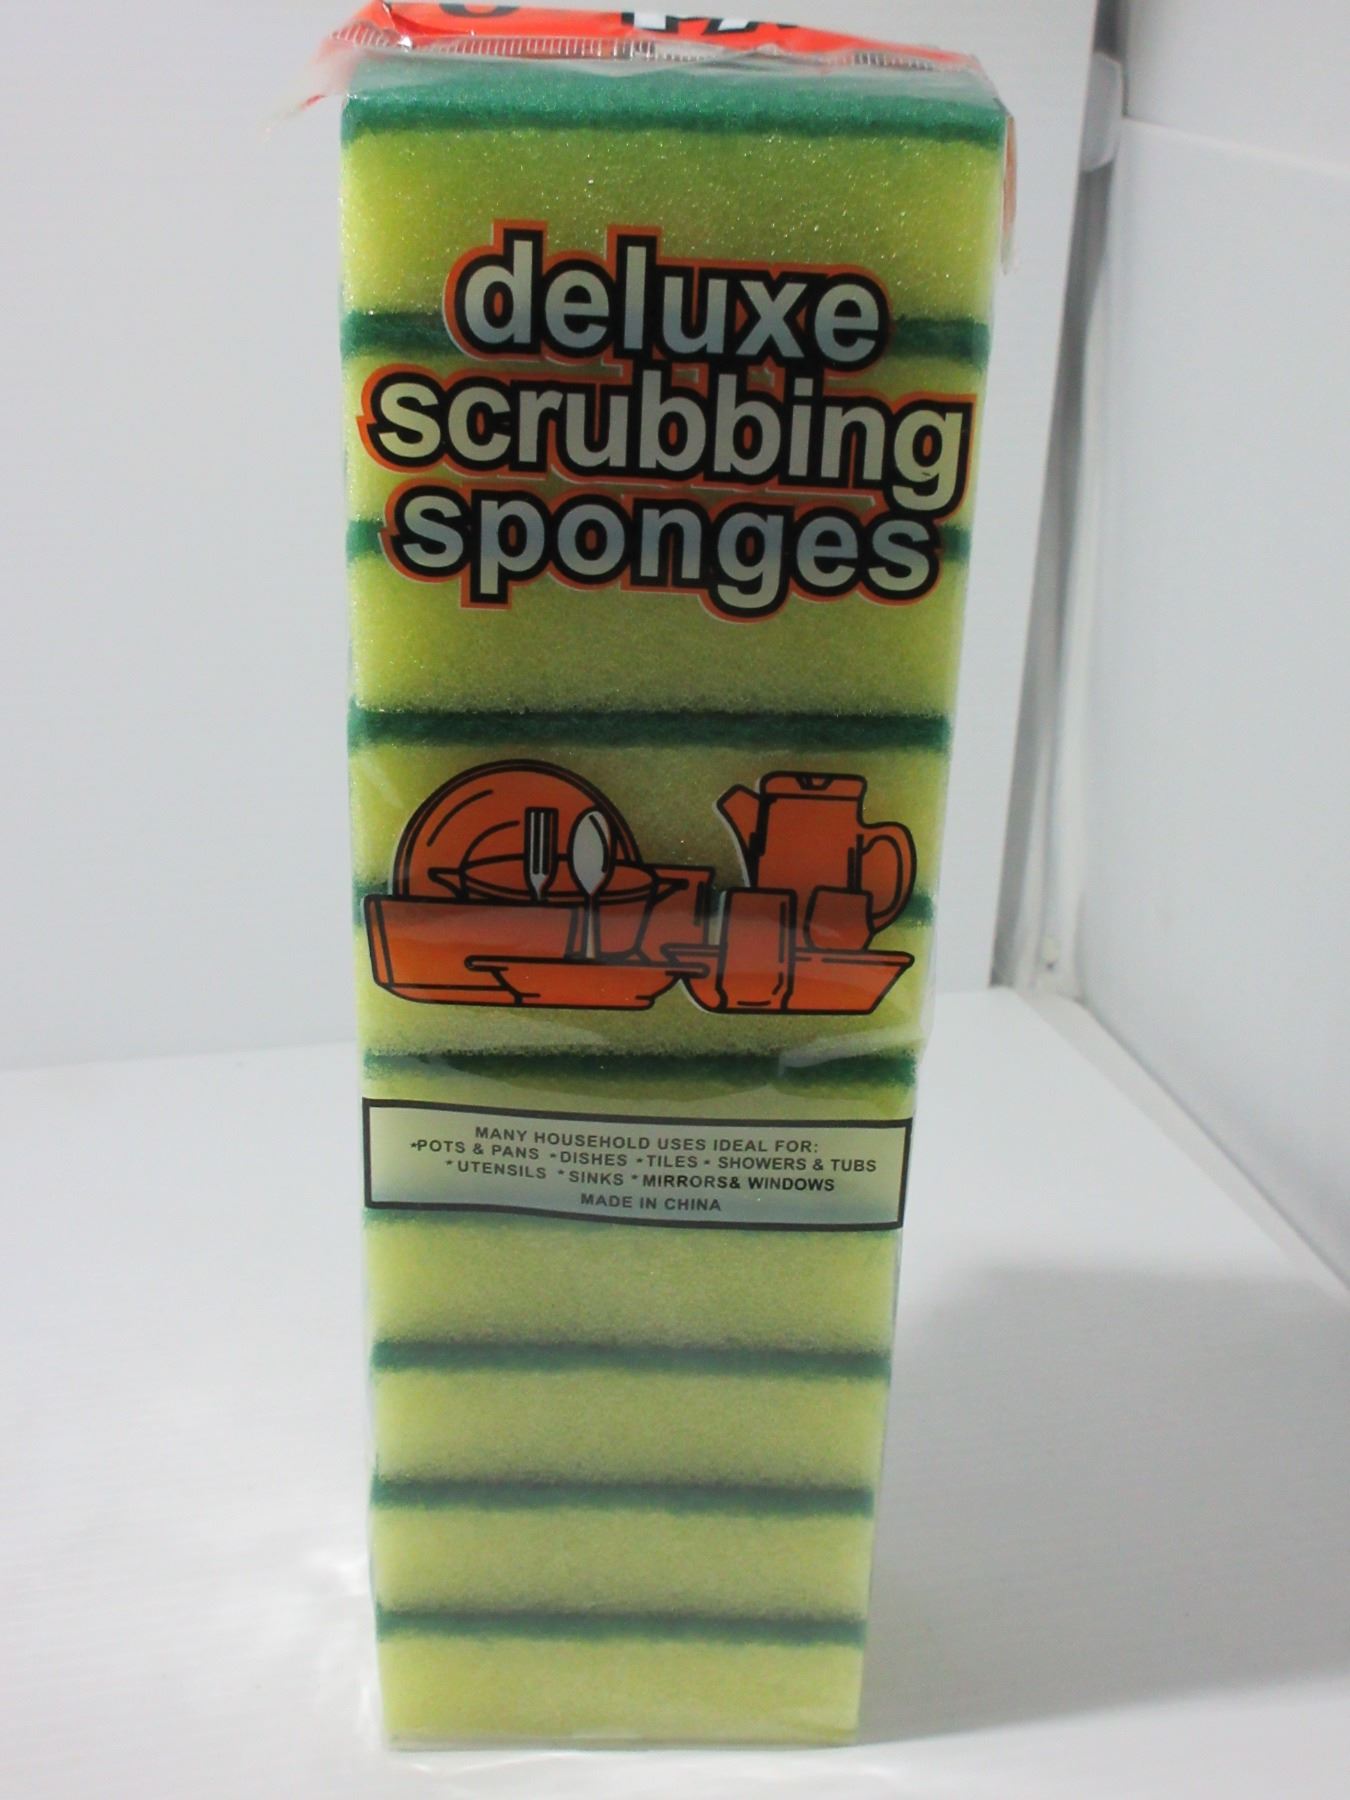 deluxe
scrubbing
sponges
MANY HOUSEHOLD USES IDEAL FOR:
*POTS & PANS *DISHES *TILES* SHOWERS & TUBS
*UTENSILS *SINKS *MIRRORS& WINDOWS
MADE IN CHINA